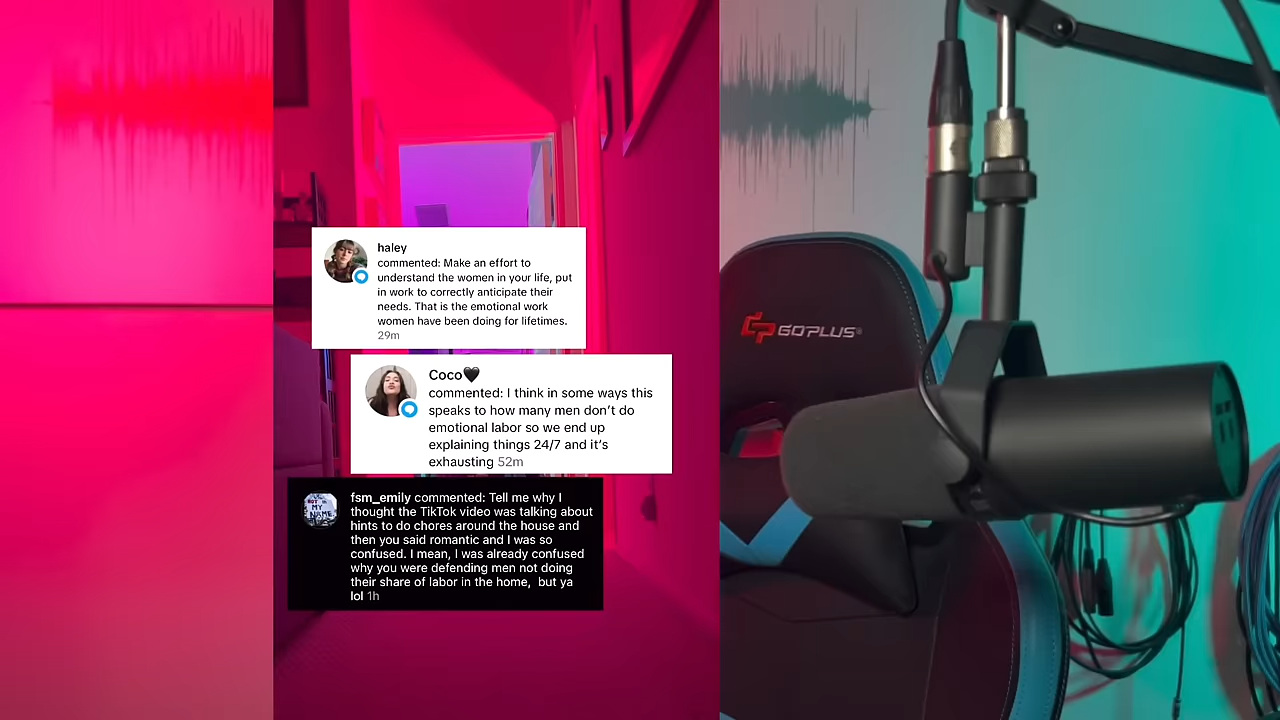 haley
commented: Make an effort to
understand the women in your life, put
in work to correctly anticipate their
needs. That is the emotional work
women have been doing for lifetimes.
29m
Coco🖤
commented: I think in some ways this
speaks to how many men don't do
emotional labor so we end up
explaining things 24/7 and it's
exhausting 52m
fsm_emily commented: Tell me why I
thought the TikTok video was talking about
hints to do chores around the house and
then you said romantic and I was so
confused. I mean, I was already confused
why you were defending men not doing
their share of labor in the home, but ya
lol 1h
GOPLUS